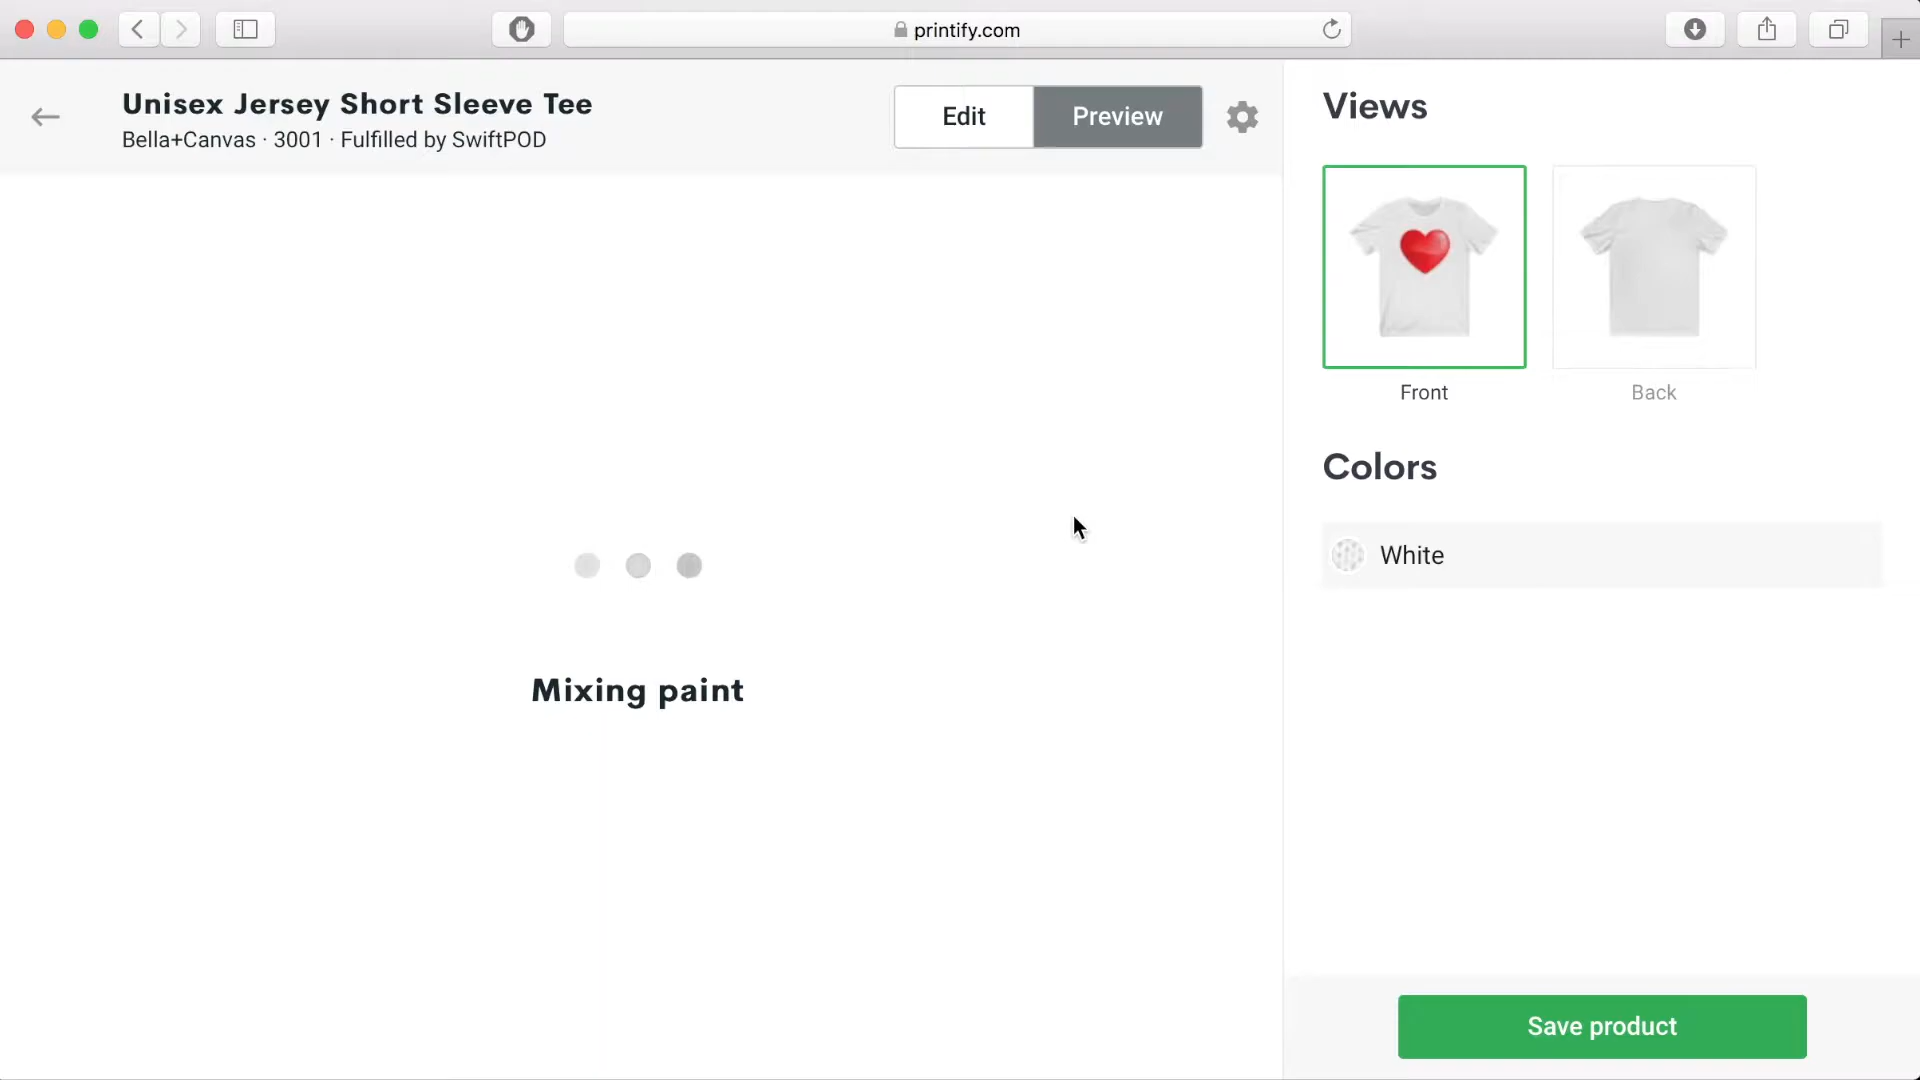 printify.com
Unisex Jersey Short Sleeve Tee
Bella+Canvas · 3001 · Fulfilled by SwiftPOD
Edit
Preview
Mixing paint
Views
Front
Back
Colors
White
Save product